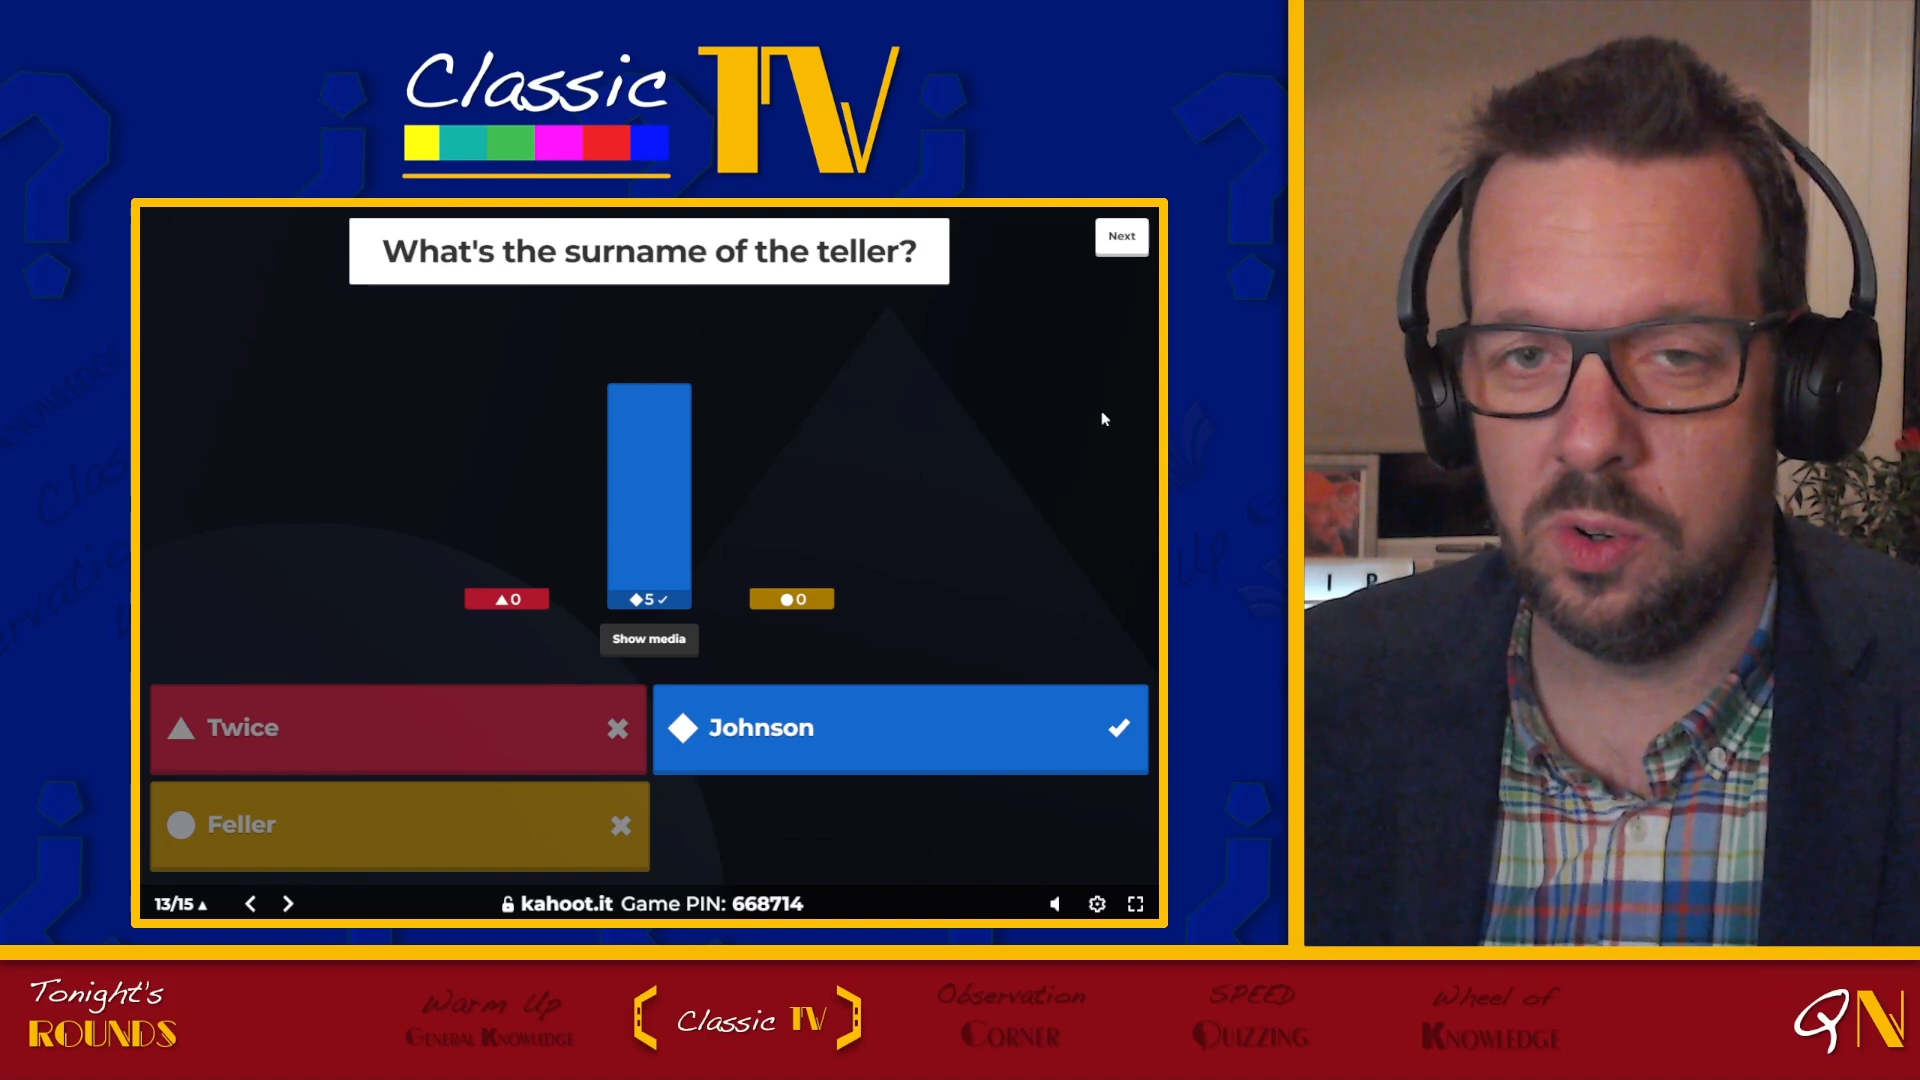 Classic TV
What's the surname of the teller?
Next
0
5
0
Show media
Twice
Johnson
Feller
13/15
kahoot.it Game PIN: 668714
Tonight's
ROUNDS
Warm Up
GENERAL KNOWLEDGE
Classic TV
Observation
CORNER
SPEED
QUIZZING
Wheel of
KNOWLEDGE
QN